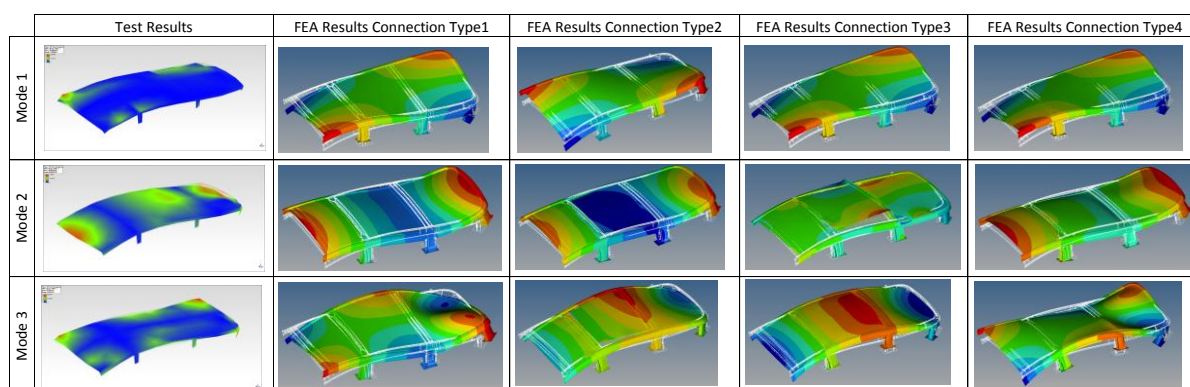 Test Results FEA Results Connection Type1 FEA Results Connection Type2 FEA Results Connection Type3 FEA Results Connection Type4
Mode 1
Mode 2
Mode 3